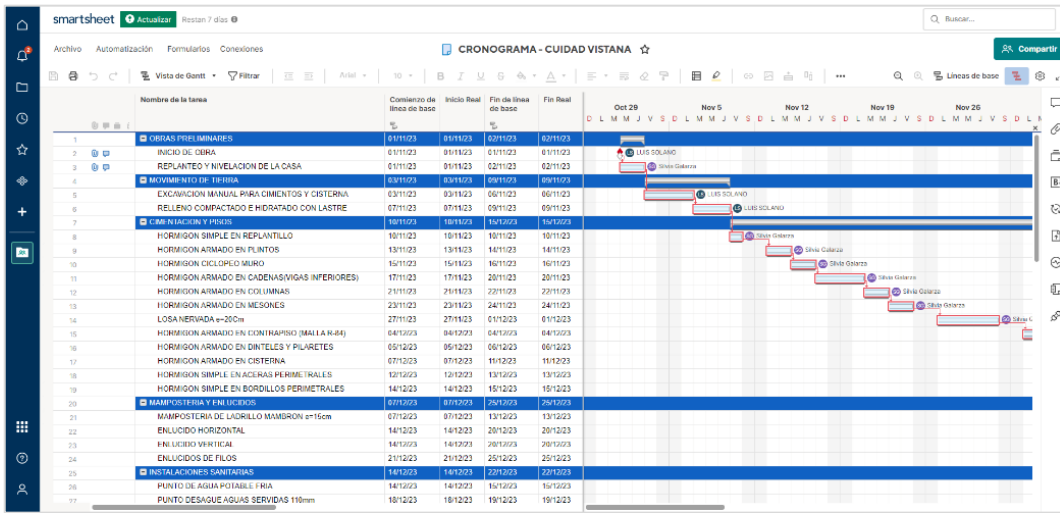 smartsheet Actualizar Restan 7 días Buscar...
Archivo Automatización Formularios Conexiones CRONOGRAMA - CUIDAD VISTANA Compartir
Vista de Gantt Filtrar Arial 10 B I U S A Líneas de base
Nombre de la tarea Comienzo de línea de base Inicio Real Fin de línea de base Fin Real Oct 29 Nov 5 Nov 12 Nov 19 Nov 26
D L M M J V S D L M M J V S D L M M J V S D L M M J V S D L M M J V S D L
1 OBRAS PRELIMINARES 01/11/23 01/11/23 02/11/23 02/11/23
2 INICIO DE OBRA 01/11/23 01/11/23 01/11/23 01/11/23 LS LUIS SOLANO
3 REPLANTEO Y NIVELACION DE LA CASA 01/11/23 01/11/23 02/11/23 02/11/23 SG Silvia Galarza
4 MOVIMIENTO DE TIERRA 03/11/23 03/11/23 09/11/23 09/11/23
5 EXCAVACION MANUAL PARA CIMIENTOS Y CISTERNA 03/11/23 03/11/23 06/11/23 06/11/23 LS LUIS SOLANO
6 RELLENO COMPACTADO E HIDRATADO CON LASTRE 07/11/23 07/11/23 09/11/23 09/11/23 LS LUIS SOLANO
7 CIMENTACION Y PISOS 10/11/23 10/11/23 15/12/23 15/12/23
8 HORMIGON SIMPLE EN REPLANTILLO 10/11/23 10/11/23 10/11/23 10/11/23 SG Silvia Galarza
9 HORMIGON ARMADO EN PLINTOS 13/11/23 13/11/23 14/11/23 14/11/23 SG Silvia Galarza
10 HORMIGON CICLOPEO MURO 15/11/23 15/11/23 16/11/23 16/11/23 SG Silvia Galarza
11 HORMIGON ARMADO EN CADENAS(VIGAS INFERIORES) 17/11/23 17/11/23 20/11/23 20/11/23 SG Silvia Galarza
12 HORMIGON ARMADO EN COLUMNAS 21/11/23 21/11/23 22/11/23 22/11/23 SG Silvia Galarza
13 HORMIGON ARMADO EN MESONES 23/11/23 23/11/23 24/11/23 24/11/23 SG Silvia Galarza
14 LOSA NERVADA e=20Cm 27/11/23 27/11/23 01/12/23 01/12/23 SG Silvia G
15 HORMIGON ARMADO EN CONTRAPISO (MALLA R-84) 04/12/23 04/12/23 04/12/23 04/12/23
16 HORMIGON ARMADO EN DINTELES Y PILARETES 05/12/23 05/12/23 06/12/23 06/12/23
17 HORMIGON ARMADO EN CISTERNA 07/12/23 07/12/23 11/12/23 11/12/23
18 HORMIGON SIMPLE EN ACERAS PERIMETRALES 12/12/23 12/12/23 13/12/23 13/12/23
19 HORMIGON SIMPLE EN BORDILLOS PERIMETRALES 14/12/23 14/12/23 15/12/23 15/12/23
20 MAMPOSTERIA Y ENLUCIDOS 07/12/23 07/12/23 25/12/23 25/12/23
21 MAMPOSTERIA DE LADRILLO MAMBRON e=15cm 07/12/23 07/12/23 13/12/23 13/12/23
22 ENLUCIDO HORIZONTAL 14/12/23 14/12/23 20/12/23 20/12/23
23 ENLUCIDO VERTICAL 14/12/23 14/12/23 20/12/23 20/12/23
24 ENLUCIDOS DE FILOS 21/12/23 21/12/23 25/12/23 25/12/23
25 INSTALACIONES SANITARIAS 14/12/23 14/12/23 22/12/23 22/12/23
26 PUNTO DE AGUA POTABLE FRIA 14/12/23 14/12/23 15/12/23 15/12/23
27 PUNTO DESAGUE AGUAS SERVIDAS 110mm 18/12/23 18/12/23 19/12/23 19/12/23